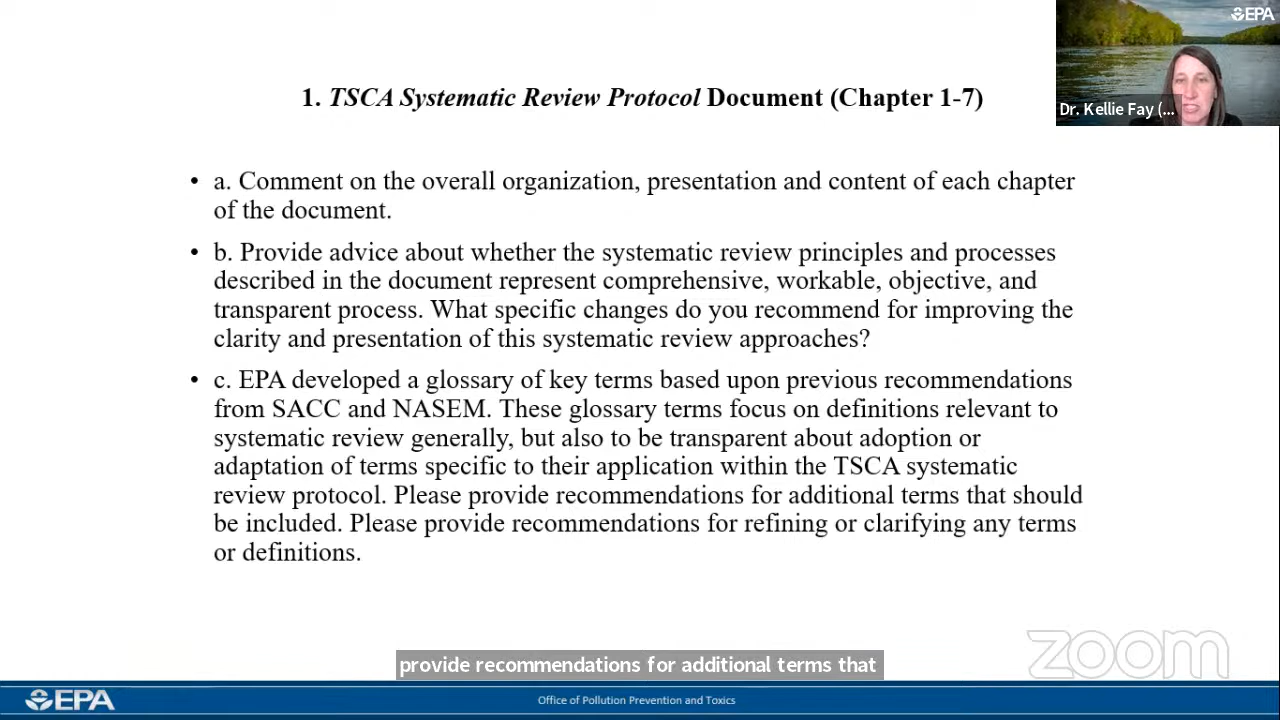 EPA
Dr. Kellie Fay (...
1. TSCA Systematic Review Protocol Document (Chapter 1-7)
• a. Comment on the overall organization, presentation and content of each chapter
of the document.
• b. Provide advice about whether the systematic review principles and processes
described in the document represent comprehensive, workable, objective, and
transparent process. What specific changes do you recommend for improving the
clarity and presentation of this systematic review approaches?
• c. EPA developed a glossary of key terms based upon previous recommendations
from SACC and NASEM. These glossary terms focus on definitions relevant to
systematic review generally, but also to be transparent about adoption or
adaptation of terms specific to their application within the TSCA systematic
review protocol. Please provide recommendations for additional terms that should
be included. Please provide recommendations for refining or clarifying any terms
or definitions.
zoom
provide recommendations for additional terms that
EPA
Office of Pollution Prevention and Toxics